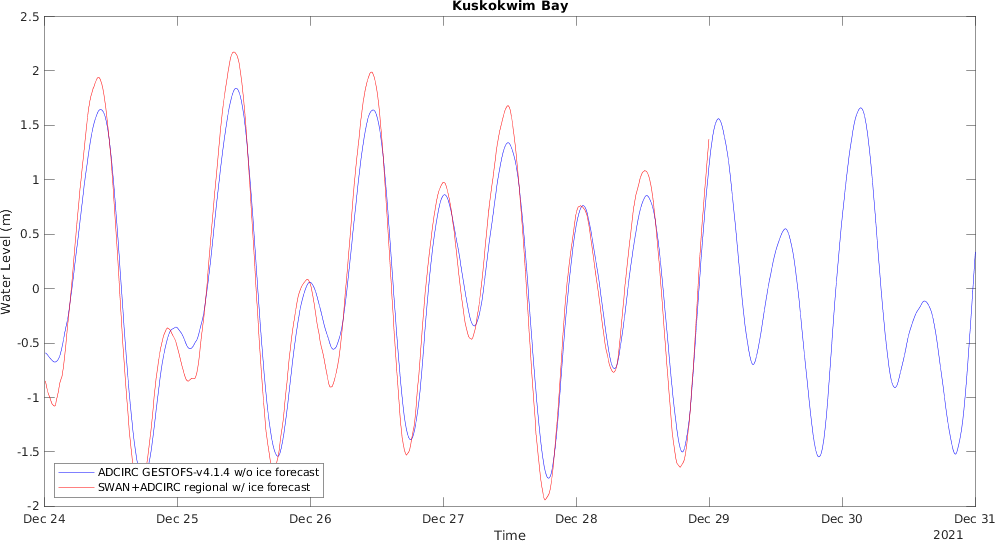 Kuskokwim Bay
2.5
2
1.5
1
0.5
0
-0.5
-1
-1.5
-2
Water Level (m)
ADCIRC GESTOFS-v4.1.4 w/o ice forecast
SWAN+ADCIRC regional w/ ice forecast
Dec 24 Dec 25 Dec 26 Dec 27 Dec 28 Dec 29 Dec 30 Dec 31
Time
2021